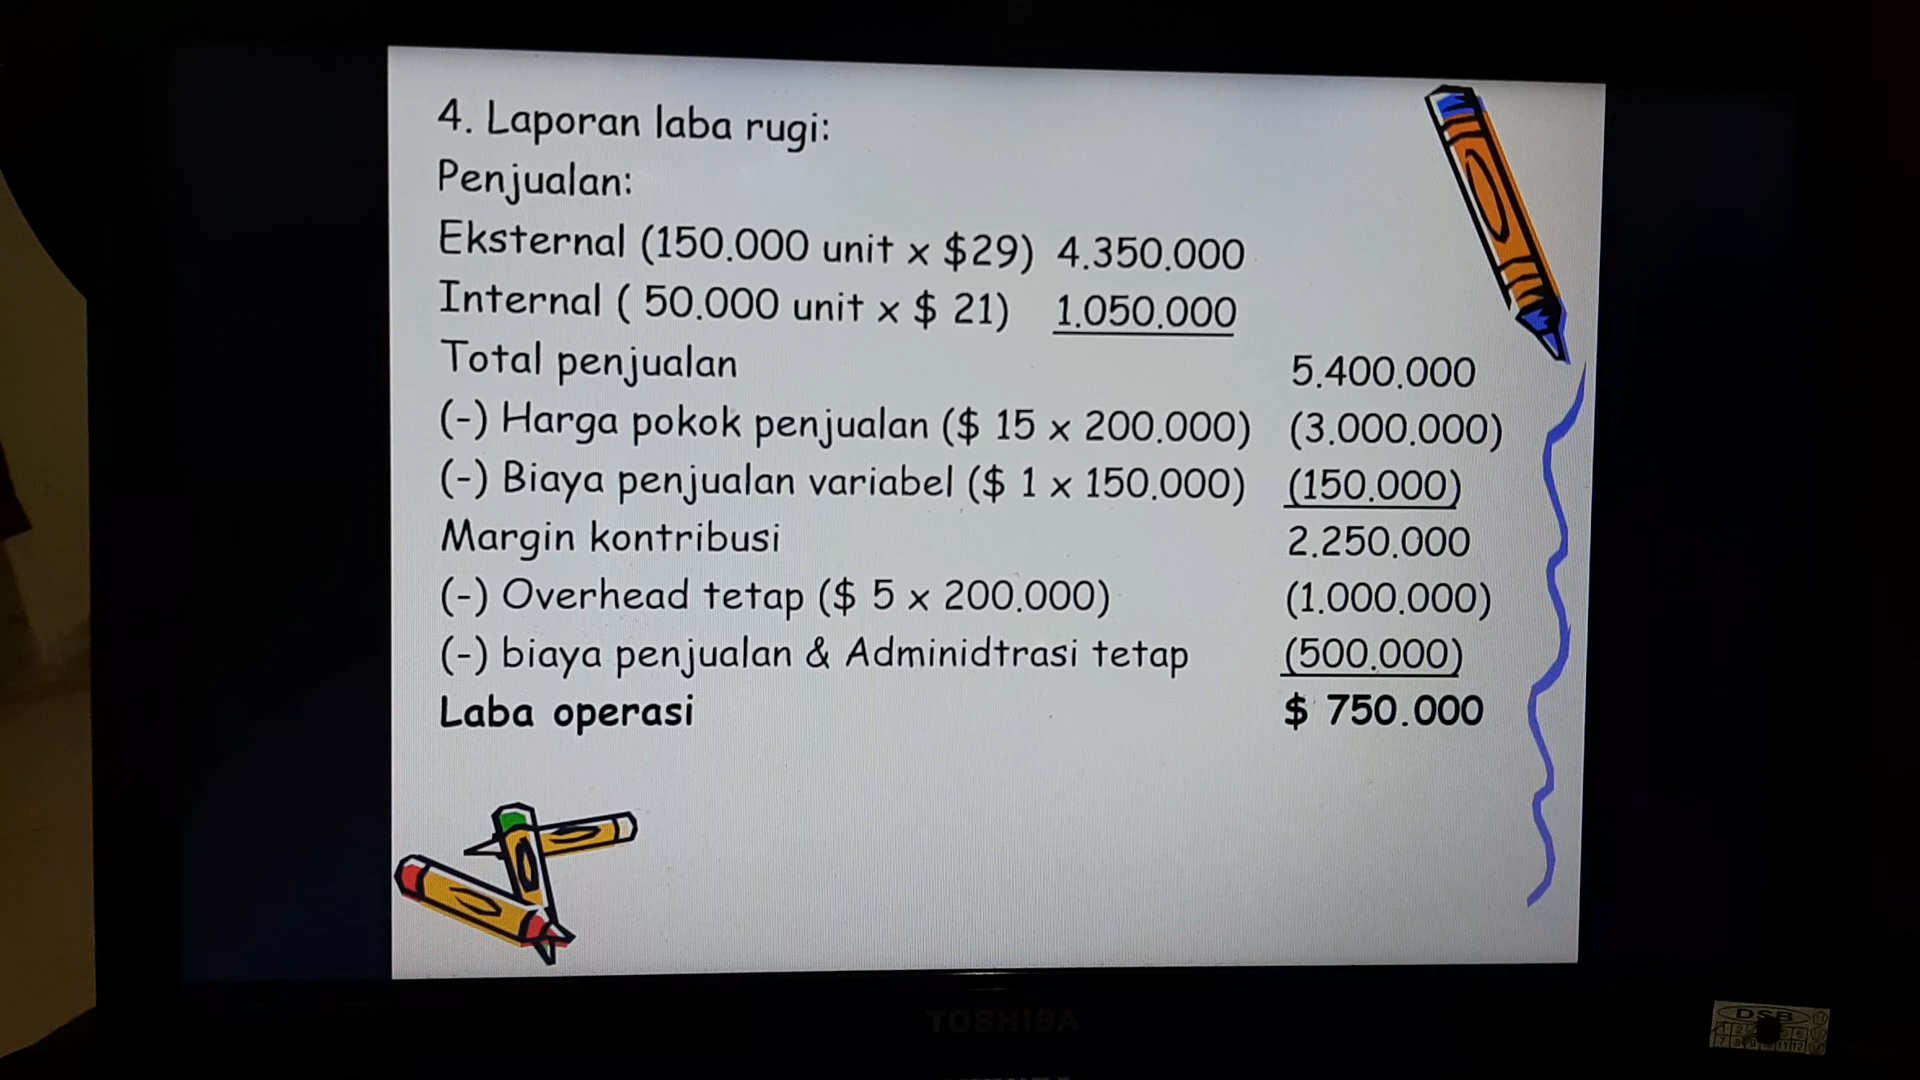 4. Laporan laba rugi:
Penjualan:
Eksternal (150.000 unit x $29) 4.350.000
Internal ( 50.000 unit x $ 21) 1.050.000
Total penjualan 5.400.000
(-) Harga pokok penjualan ($ 15 x 200.000) (3.000.000)
(-) Biaya penjualan variabel ($ 1 x 150.000) (150.000)
Margin kontribusi 2.250.000
(-) Overhead tetap ($ 5 x 200.000) (1.000.000)
(-) biaya penjualan & Adminidtrasi tetap (500.000)
Laba operasi $ 750.000
TOSHIBA
DSB